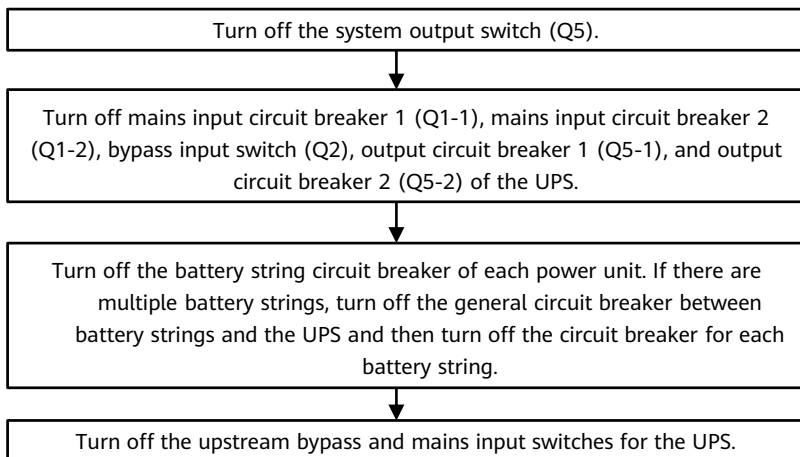 Turn off the system output switch (Q5).
Turn off mains input circuit breaker 1 (Q1-1), mains input circuit breaker 2
(Q1-2), bypass input switch (Q2), output circuit breaker 1 (Q5-1), and output
circuit breaker 2 (Q5-2) of the UPS.
Turn off the battery string circuit breaker of each power unit. If there are
multiple battery strings, turn off the general circuit breaker between
battery strings and the UPS and then turn off the circuit breaker for each
battery string.
Turn off the upstream bypass and mains input switches for the UPS.